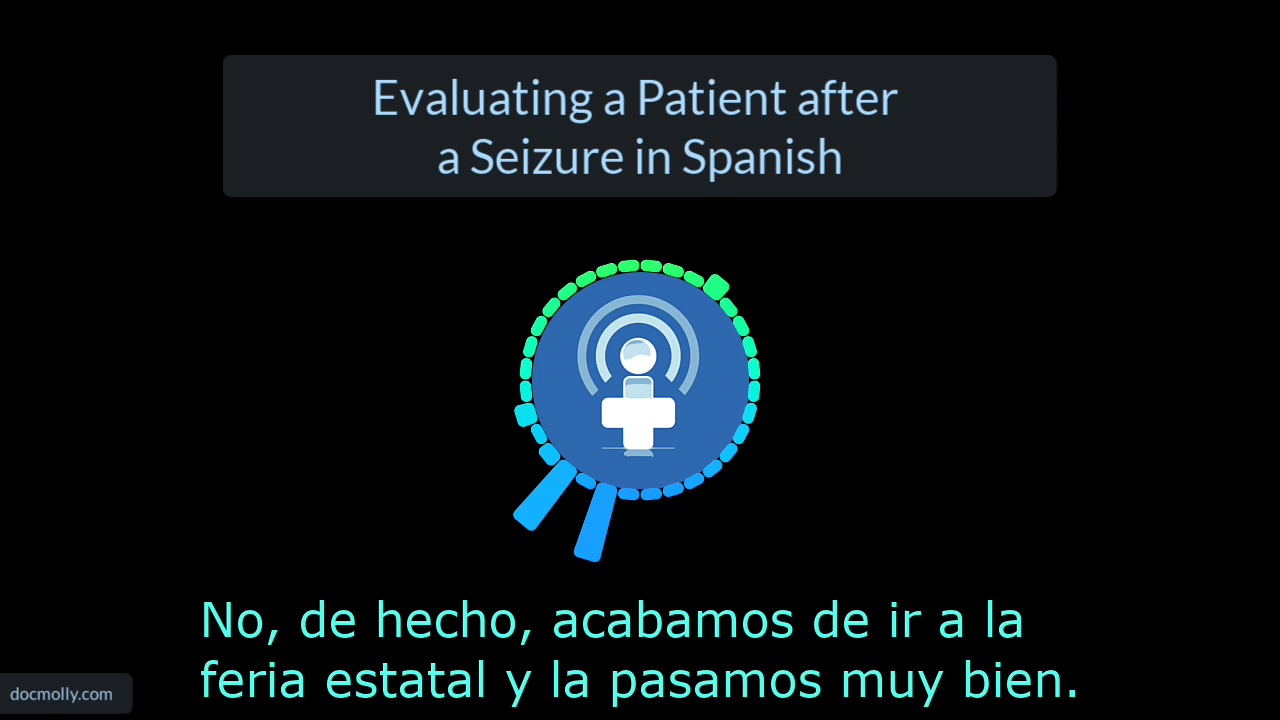 Evaluating a Patient after
a Seizure in Spanish
No, de hecho, acabamos de ir a la
feria estatal y la pasamos muy bien.
docmolly.com